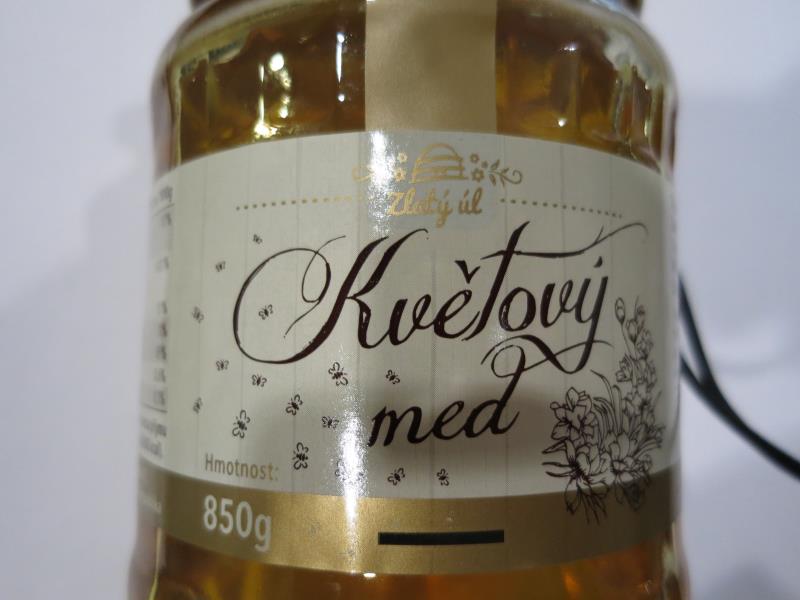 Zlatý úl
Květový
med
Hmotnost:
850g